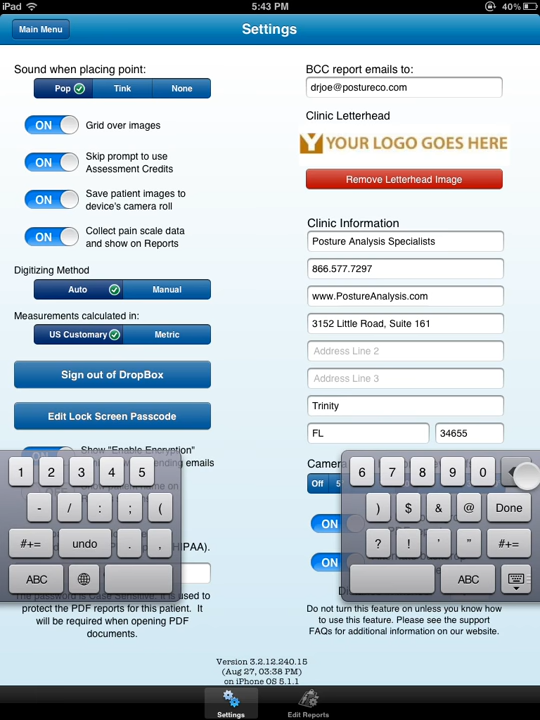 iPad
5:43 PM
40%
Main Menu
Settings
Sound when placing point:
Pop
Tink
None
ON
Grid over images
ON
Skip prompt to use
Assessment Credits
ON
Save patient images to
device's camera roll
ON
Collect pain scale data
and show on Reports
Digitizing Method
Auto
Manual
Measurements calculated in:
US Customary
Metric
Sign out of DropBox
Edit Lock Screen Passcode
Show "Enable Encryption"
ending emails
HIPAA).
The password is Case Sensitive. It is used to
protect the PDF reports for this patient. It
will be required when opening PDF
documents.
BCC report emails to:
drjoe@postureco.com
Clinic Letterhead
YOUR LOGO GOES HERE
Remove Letterhead Image
Clinic Information
Posture Analysis Specialists
866.577.7297
www.PostureAnalysis.com
3152 Little Road, Suite 161
Address Line 2
Address Line 3
Trinity
FL
34655
Camera
Off
5
ON
ON
Do not turn this feature on unless you know how
to use this feature. Please see the support
FAQs for additional information on our website.
1 2 3 4 5
- / : ; (
#+= undo . ,
ABC
6 7 8 9 0
) $ & @ Done
? ! ' " #+=
ABC
Version 3.2.12.240.15
(Aug 27, 03:38 PM)
on iPhone OS 5.1.1
Settings
Edit Reports